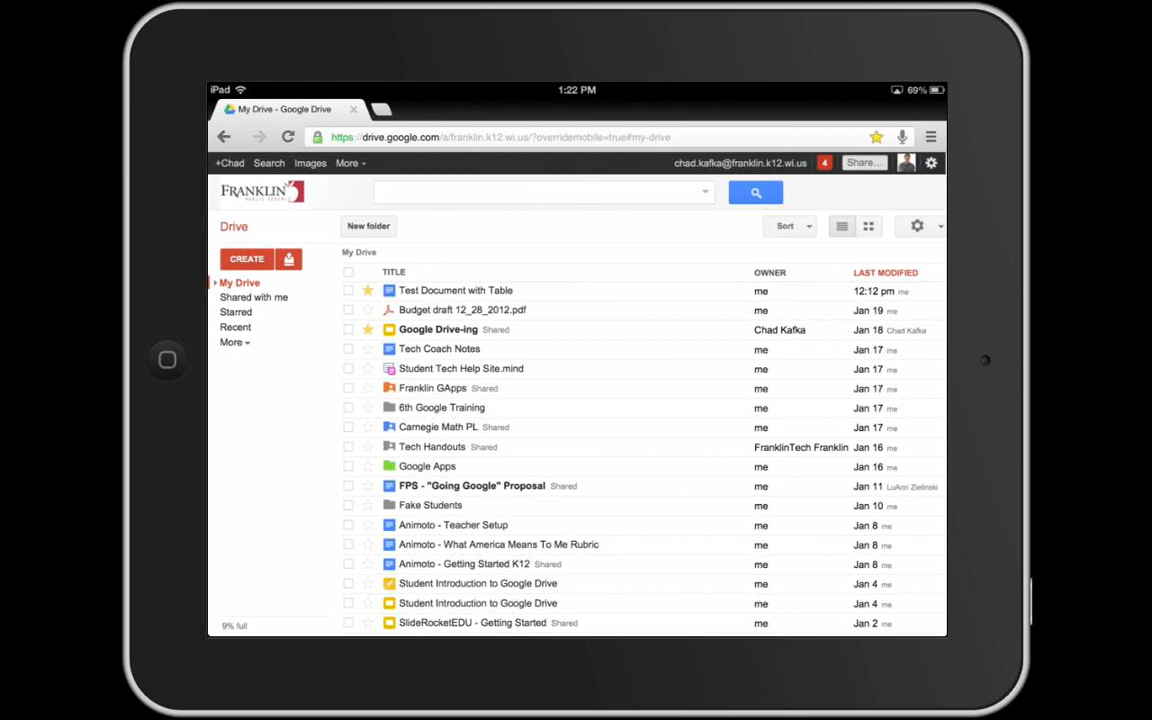 iPad 1:22 PM 69%
My Drive - Google Drive
https://drive.google.com/a/franklin.k12.wi.us/?overridemobile=true#my-drive
+Chad Search Images More chad.kafka@franklin.k12.wi.us 4 Share...
FRANKLIN
PUBLIC SCHOOLS
Drive New folder Sort
CREATE
My Drive
Shared with me
Starred
Recent
More
9% full
My Drive
TITLE OWNER LAST MODIFIED
Test Document with Table me 12:12 pm me
Budget draft 12_28_2012.pdf me Jan 19 me
Google Drive-ing Shared Chad Kafka Jan 18 Chad Kafka
Tech Coach Notes me Jan 17 me
Student Tech Help Site.mind me Jan 17 me
Franklin GApps Shared me Jan 17 me
6th Google Training me Jan 17 me
Carnegie Math PL Shared me Jan 17 me
Tech Handouts Shared FranklinTech Franklin Jan 16 me
Google Apps me Jan 16 me
FPS - "Going Google" Proposal Shared me Jan 11 LuAnn Zielinski
Fake Students me Jan 10 me
Animoto - Teacher Setup me Jan 8 me
Animoto - What America Means To Me Rubric me Jan 8 me
Animoto - Getting Started K12 Shared me Jan 8 me
Student Introduction to Google Drive me Jan 4 me
Student Introduction to Google Drive me Jan 4 me
SlideRocketEDU - Getting Started Shared me Jan 2 me